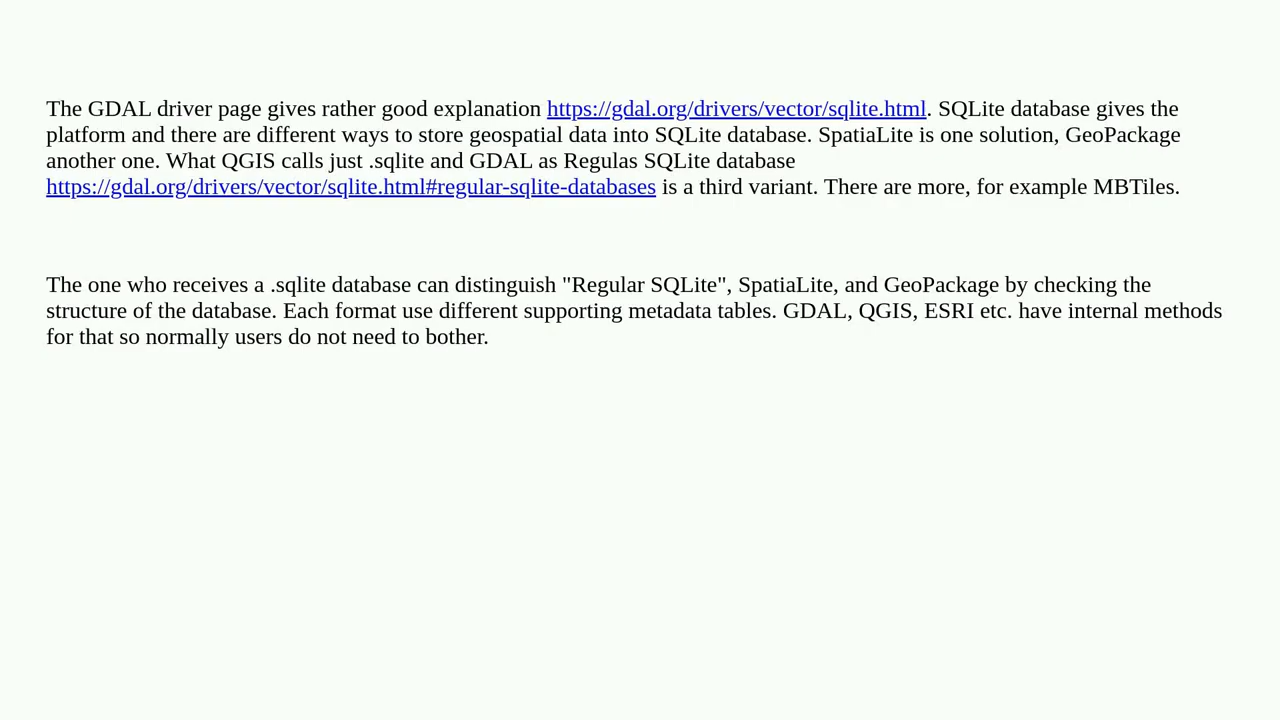 The GDAL driver page gives rather good explanation https://gdal.org/drivers/vector/sqlite.html. SQLite database gives the
platform and there are different ways to store geospatial data into SQLite database. SpatiaLite is one solution, GeoPackage
another one. What QGIS calls just .sqlite and GDAL as Regulas SQLite database
https://gdal.org/drivers/vector/sqlite.html#regular-sqlite-databases is a third variant. There are more, for example MBTiles.
The one who receives a .sqlite database can distinguish "Regular SQLite", SpatiaLite, and GeoPackage by checking the
structure of the database. Each format use different supporting metadata tables. GDAL, QGIS, ESRI etc. have internal methods
for that so normally users do not need to bother.